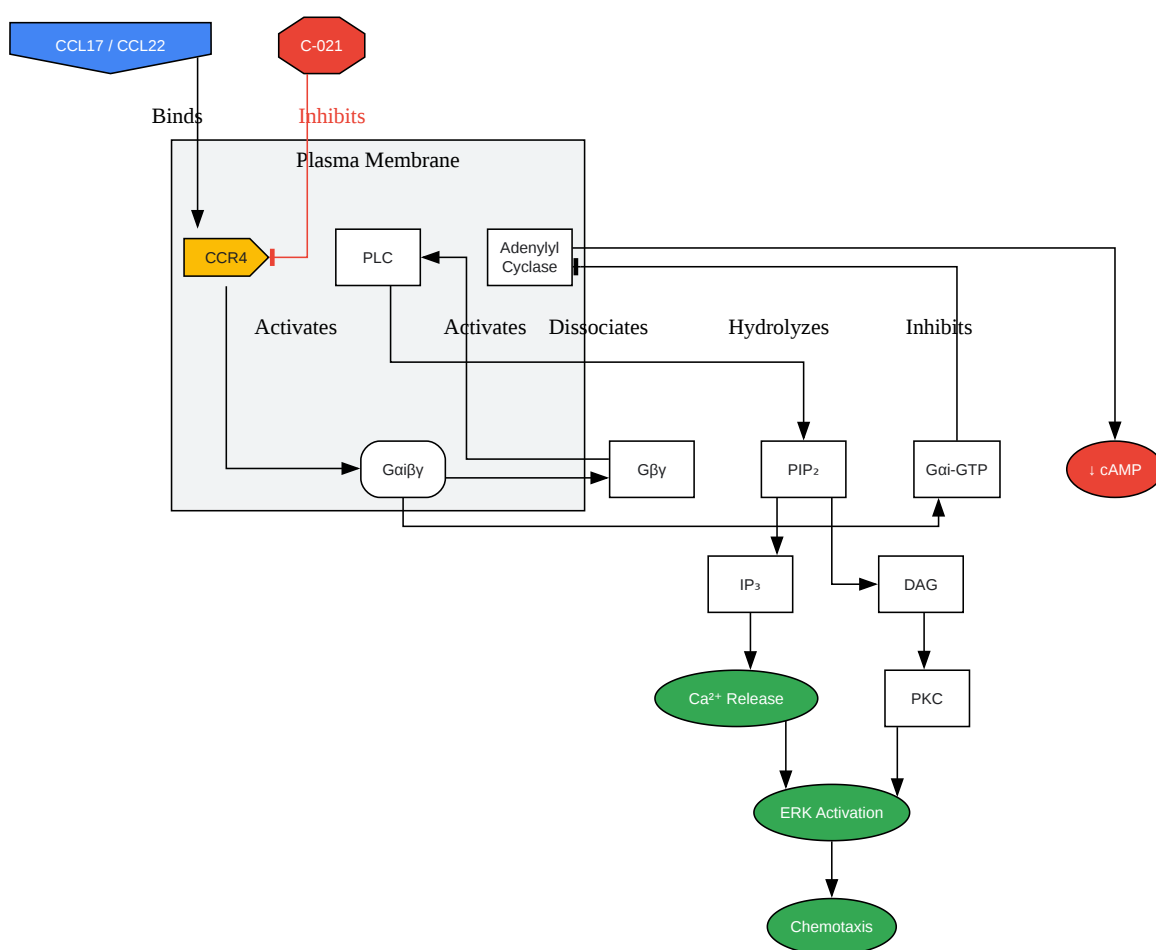 CCL17 / CCL22
C-021
Binds
Inhibits
Plasma Membrane
CCR4
PLC
Adenylyl
Cyclase
Activates
Activates
Dissociates
Hydrolyzes
Inhibits
Gαiβγ
Gβγ
PIP₂
Gαi-GTP
↓ cAMP
IP₃
DAG
Ca²⁺ Release
PKC
ERK Activation
Chemotaxis